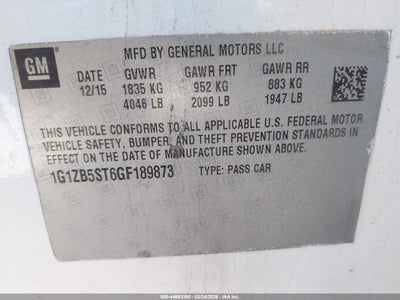 GM
MFD BY GENERAL MOTORS LLC
DATE GVWR GAWR FRT GAWR RR
12/15 1835 KG 952 KG 883 KG
4046 LB 2099 LB 1947 LB
THIS VEHICLE CONFORMS TO ALL APPLICABLE U.S. FEDERAL MOTOR
VEHICLE SAFETY, BUMPER, AND THEFT PREVENTION STANDARDS IN
EFFECT ON THE DATE OF MANUFACTURE SHOWN ABOVE.
1G1ZB5ST6GF189873 TYPE: PASS CAR